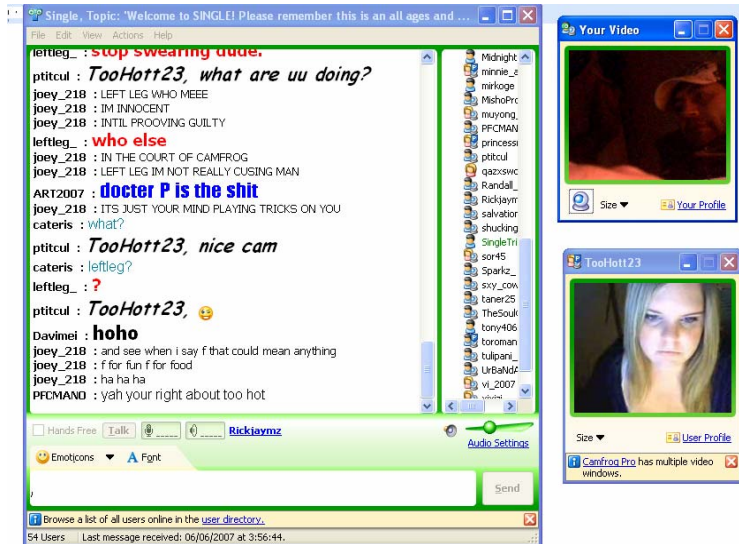 Single, Topic: 'Welcome to SINGLE! Please remember this is an all ages and ...
File Edit View Actions Help
leftleg_ : stop swearing dude.
ptitcul : TooHott23, what are uu doing?
joey_218 : LEFT LEG WHO MEEE
joey_218 : IM INNOCENT
joey_218 : INTIL PROOVING GUILTY
leftleg_ : who else
joey_218 : IN THE COURT OF CAMFROG
joey_218 : LEFT LEG IM NOT REALLY CUSING MAN
ART2007 : docter P is the shit
joey_218 : ITS JUST YOUR MIND PLAYING TRICKS ON YOU
cateris : what?
ptitcul : TooHott23, nice cam
cateris : leftleg?
leftleg_ : ?
ptitcul : TooHott23,
Davimei : hoho
joey_218 : and see when i say f that could mean anything
joey_218 : f for fun f for food
joey_218 : ha ha ha
PFCMANO : yah your right about too hot
Midnight
minnie_a
mirkoge
MishoPro
muyong_
PFCMAN
princess
ptitcul
qazxswc
Randall_
Rickjaym
salvation
shucking
SingleTri
sor45
Sparkz_
sxy_cow
taner25
TheSoul
tony406
toroman
tulipani_
UrBaNdA
vi_2007
Hands Free Talk Rickjaymz
Audio Settings
Emoticons Font
,
Send
Browse a list of all users online in the user directory.
54 Users Last message received: 06/06/2007 at 3:56:44.
Your Video
Size Your Profile
TooHott23
Size User Profile
Camfrog Pro has multiple video
windows.